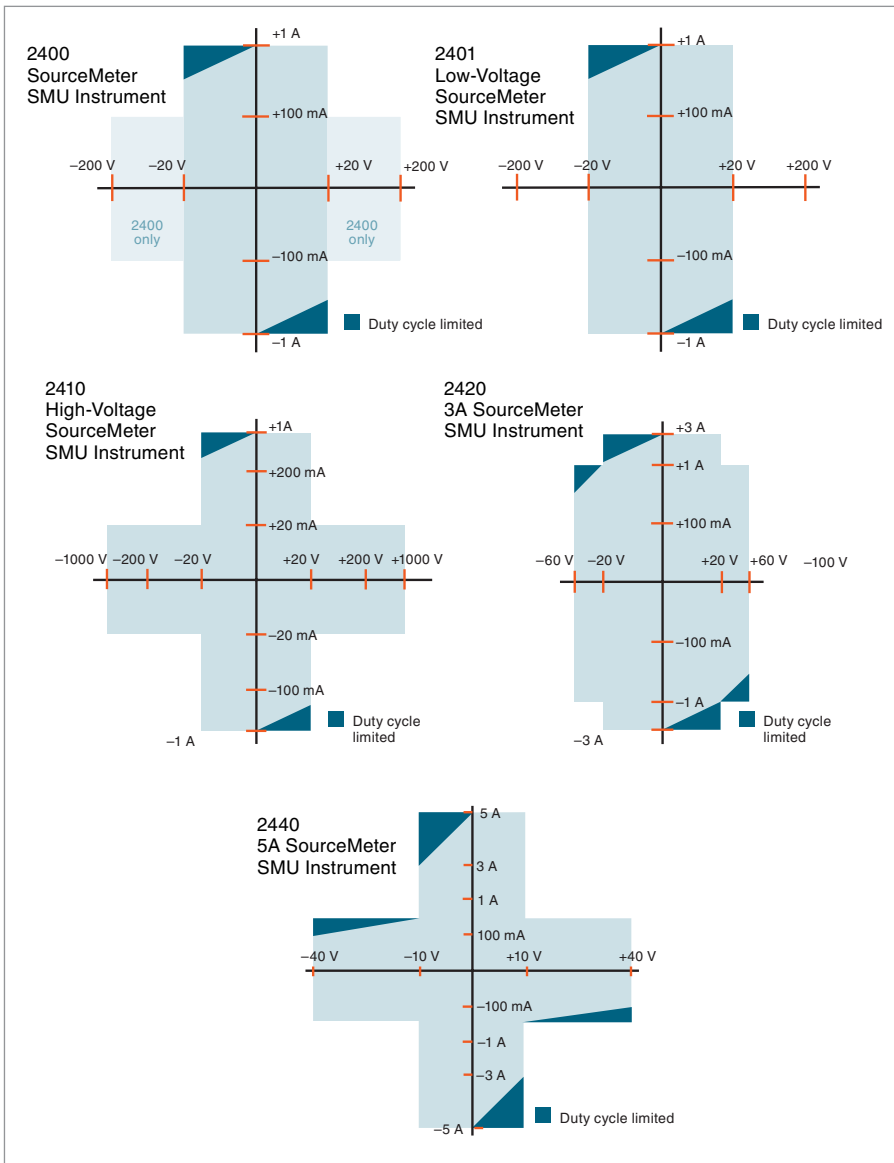 2400
SourceMeter
SMU Instrument
+1 A
+100 mA
–200 V
–20 V
+20 V
+200 V
2400
only
2400
only
–100 mA
–1 A
Duty cycle limited
2401
Low-Voltage
SourceMeter
SMU Instrument
+1 A
+100 mA
–200 V
–20 V
+20 V
+200 V
–100 mA
–1 A
Duty cycle limited
2410
High-Voltage
SourceMeter
SMU Instrument
+1A
+200 mA
+20 mA
–1000 V
–200 V
–20 V
+20 V
+200 V
+1000 V
–20 mA
–100 mA
–1 A
Duty cycle
limited
2420
3A SourceMeter
SMU Instrument
+3 A
+1 A
+100mA
–60 V
–20 V
+20 V
+60 V
–100 V
–100 mA
–1 A
–3 A
Duty cycle
limited
2440
5A SourceMeter
SMU Instrument
5 A
3 A
1 A
100 mA
–40 V
–10 V
+10 V
+40 V
–100 mA
–1 A
–3 A
–5 A
Duty cycle limited